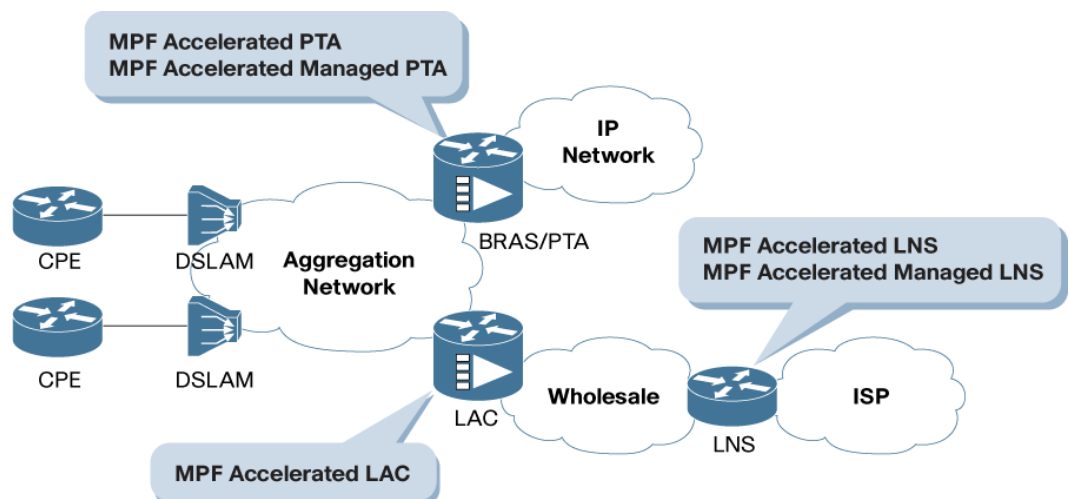 MPF Accelerated PTA
MPF Accelerated Managed PTA
IP
Network
BRAS/PTA
CPE
DSLAM
Aggregation
Network
MPF Accelerated LNS
MPF Accelerated Managed LNS
CPE
DSLAM
LAC
Wholesale
LNS
ISP
MPF Accelerated LAC